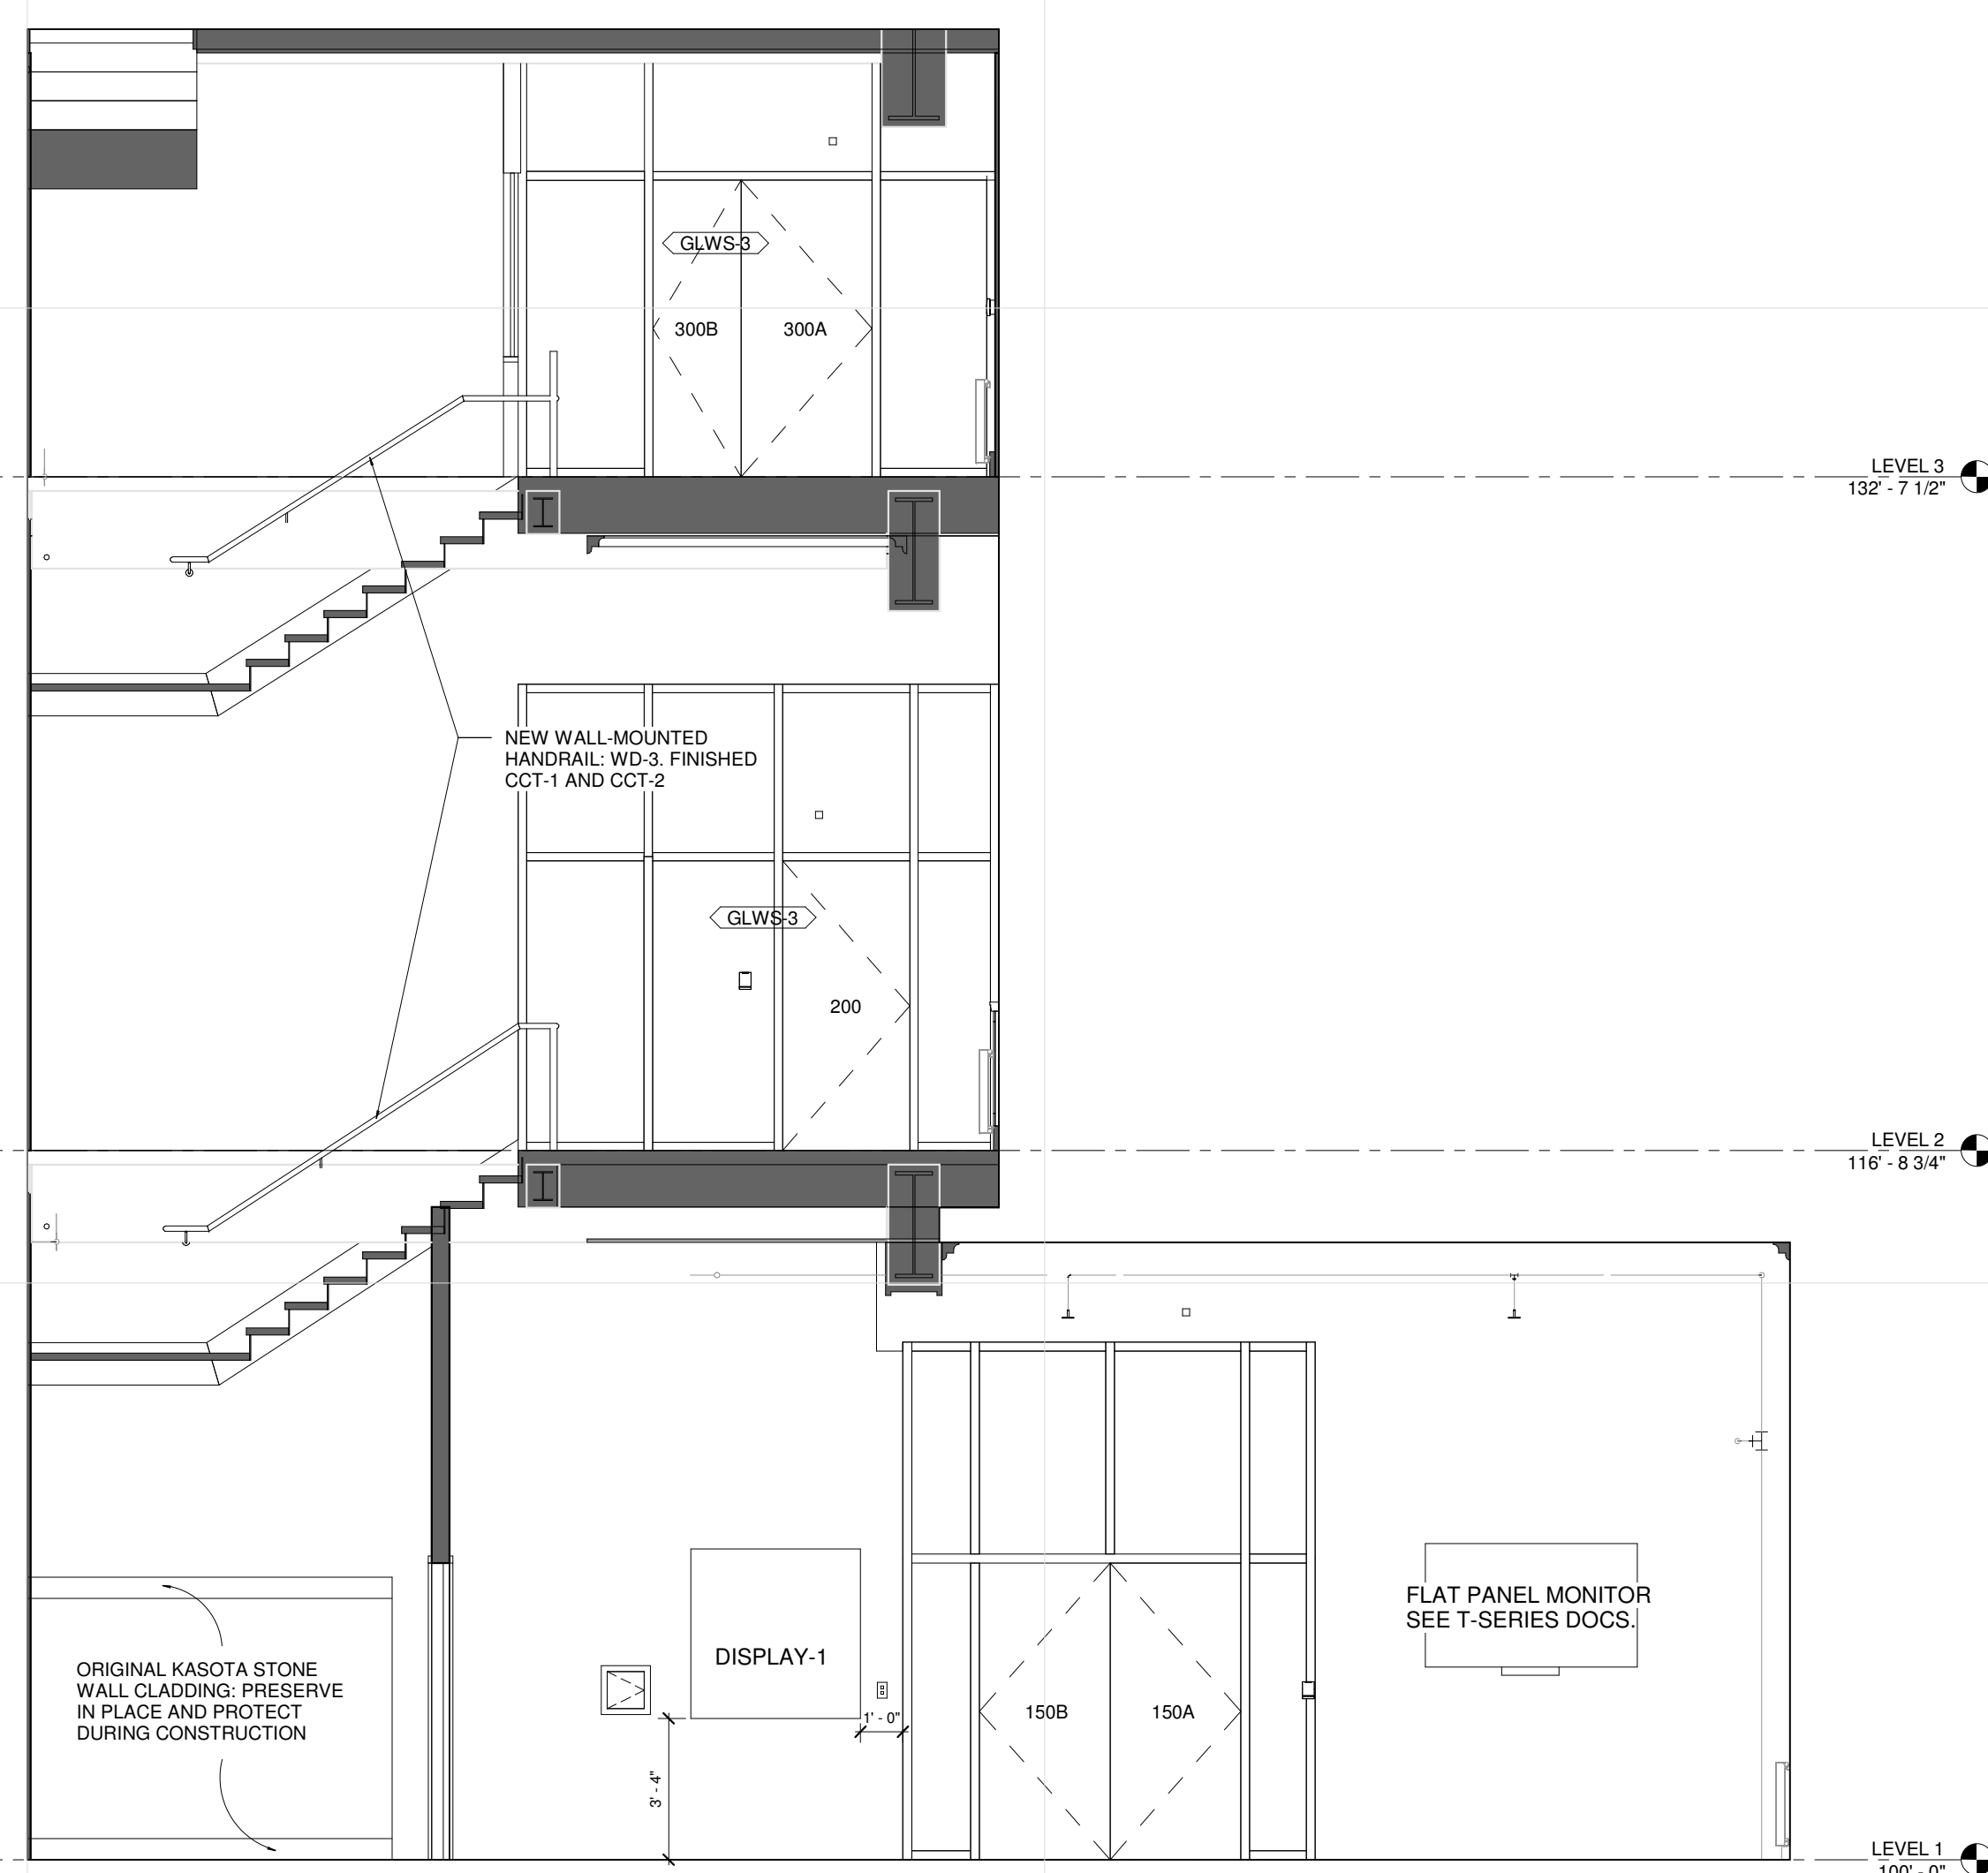 GLWS-3
300B
300A
LEVEL 3
132' - 7 1/2"
NEW WALL-MOUNTED
HANDRAIL: WD-3. FINISHED
CCT-1 AND CCT-2
GLWS-3
200
LEVEL 2
116' - 8 3/4"
FLAT PANEL MONITOR
SEE T-SERIES DOCS.
DISPLAY-1
ORIGINAL KASOTA STONE
WALL CLADDING: PRESERVE
IN PLACE AND PROTECT
DURING CONSTRUCTION
1' - 0"
150B
150A
3' - 4"
LEVEL 1
100' - 0"